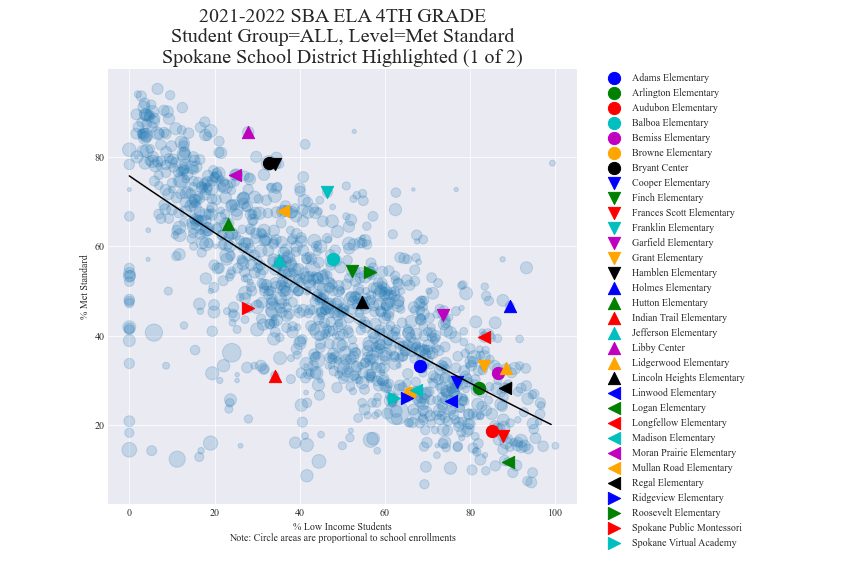 2021-2022 SBA ELA 4TH GRADE
Student Group=ALL, Level=Met Standard
Spokane School District Highlighted (1 of 2)
% Met Standard
80
60
40
20
0
20
40
60
80
100
% Low Income Students
Note: Circle areas are proportional to school enrollments
Adams Elementary
Arlington Elementary
Audubon Elementary
Balboa Elementary
Bemiss Elementary
Browne Elementary
Bryant Center
Cooper Elementary
Finch Elementary
Frances Scott Elementary
Franklin Elementary
Garfield Elementary
Grant Elementary
Hamblen Elementary
Holmes Elementary
Hutton Elementary
Indian Trail Elementary
Jefferson Elementary
Libby Center
Lidgerwood Elementary
Lincoln Heights Elementary
Linwood Elementary
Logan Elementary
Longfellow Elementary
Madison Elementary
Moran Prairie Elementary
Mullan Road Elementary
Regal Elementary
Ridgeview Elementary
Roosevelt Elementary
Spokane Public Montessori
Spokane Virtual Academy